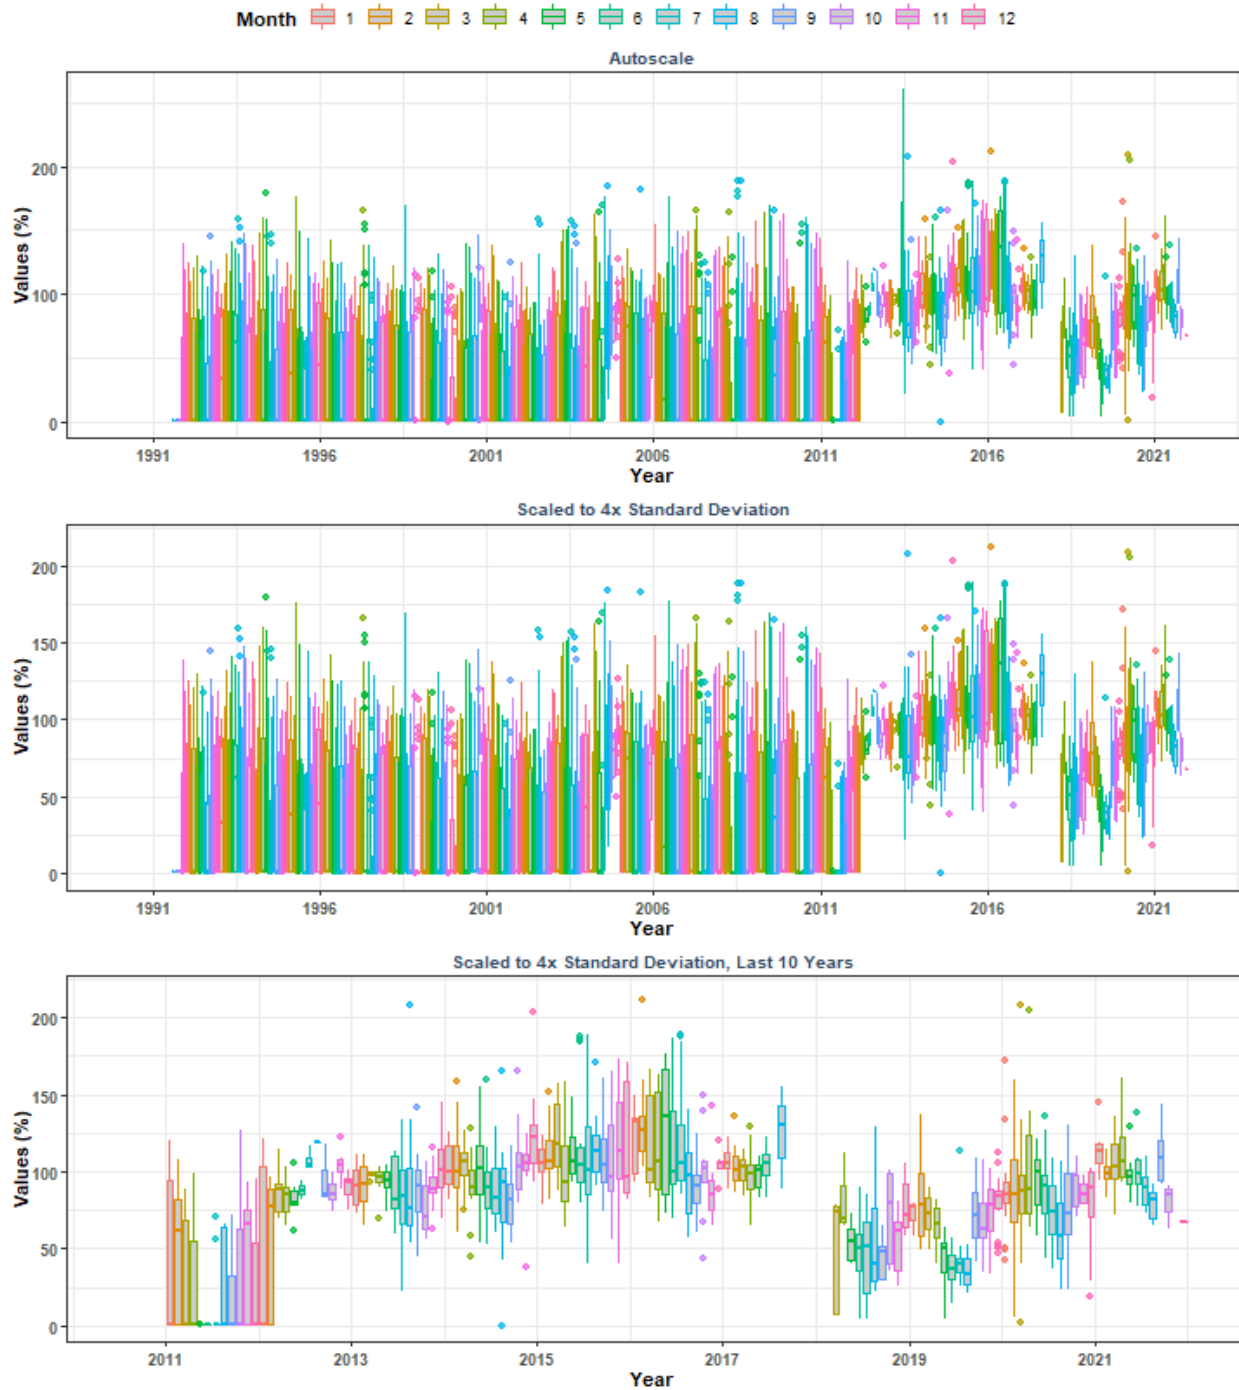 Month 1 2 3 4 5 6 7 8 9 10 11 12
Autoscale
Values (%)
200
100
0
1991 1996 2001 2006 2011 2016 2021
Year
Scaled to 4x Standard Deviation
Values (%)
200
150
100
50
0
1991 1996 2001 2006 2011 2016 2021
Year
Scaled to 4x Standard Deviation, Last 10 Years
Values (%)
200
150
100
50
0
2011 2013 2015 2017 2019 2021
Year